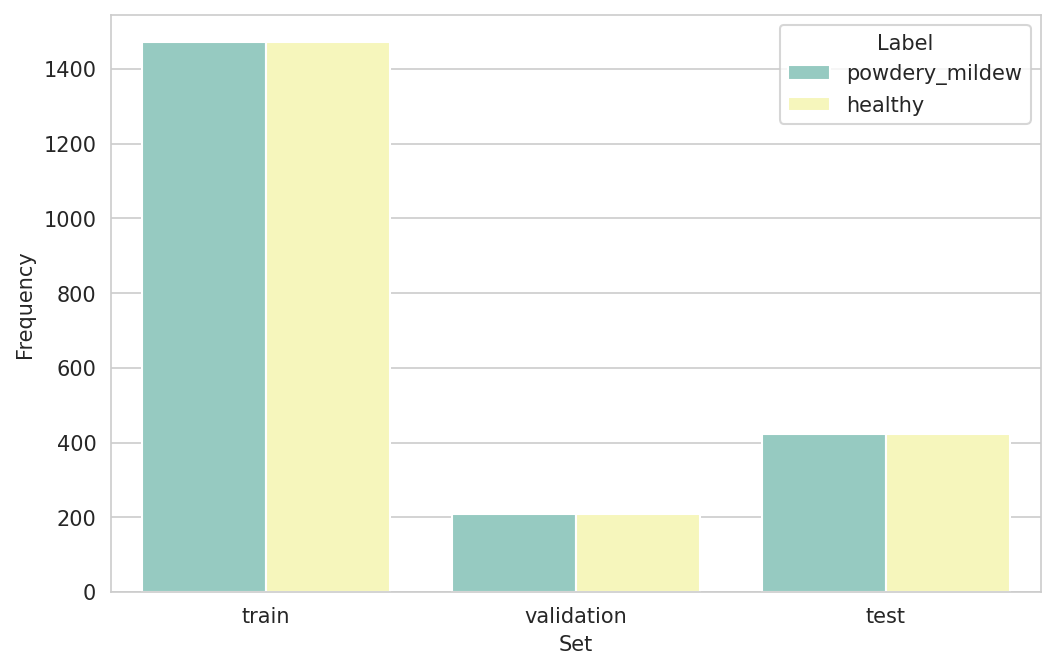 Label
powdery_mildew
healthy
1400
1200
1000
800
600
400
200
0
Frequency
train validation test
Set